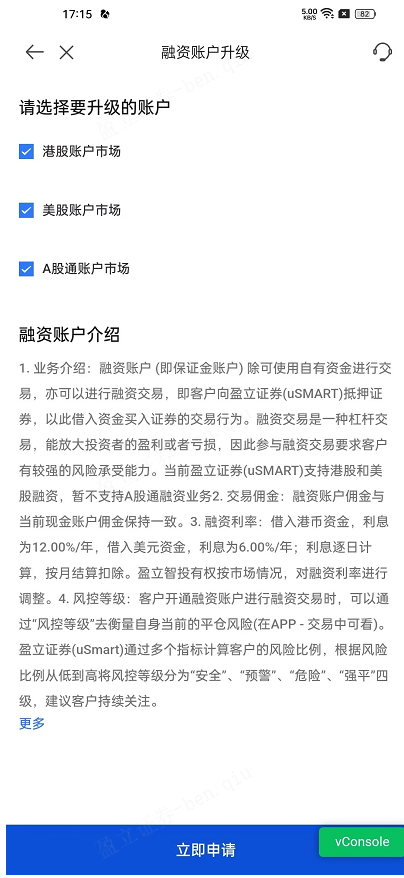 17:15
5.00 KB/S
82
融资账户升级
请选择要升级的账户
港股账户市场
美股账户市场
A股通账户市场
融资账户介绍
1. 业务介绍：融资账户 (即保证金账户) 除可使用自有资金进行交
易，亦可以进行融资交易，即客户向盈立证券(uSMART)抵押证
券，以此借入资金买入证券的交易行为。融资交易是一种杠杆交
易，能放大投资者的盈利或者亏损，因此参与融资交易要求客户
有较强的风险承受能力。当前盈立证券(uSMART)支持港股和美
股融资，暂不支持A股通融资业务2. 交易佣金：融资账户佣金与
当前现金账户佣金保持一致。3. 融资利率：借入港币资金，利息
为12.00%/年，借入美元资金，利息为6.00%/年；利息逐日计
算，按月结算扣除。盈立智投有权按市场情况，对融资利率进行
调整。4. 风控等级：客户开通融资账户进行融资交易时，可以通
过“风控等级”去衡量自身当前的平仓风险(在APP - 交易中可看)。
盈立证券(uSmart)通过多个指标计算客户的风险比例，根据风险
比例从低到高将风控等级分为“安全”、“预警”、“危险”、“强平”四
级，建议客户持续关注。
更多
盈立证券-ben.qiu
立即申请
vConsole